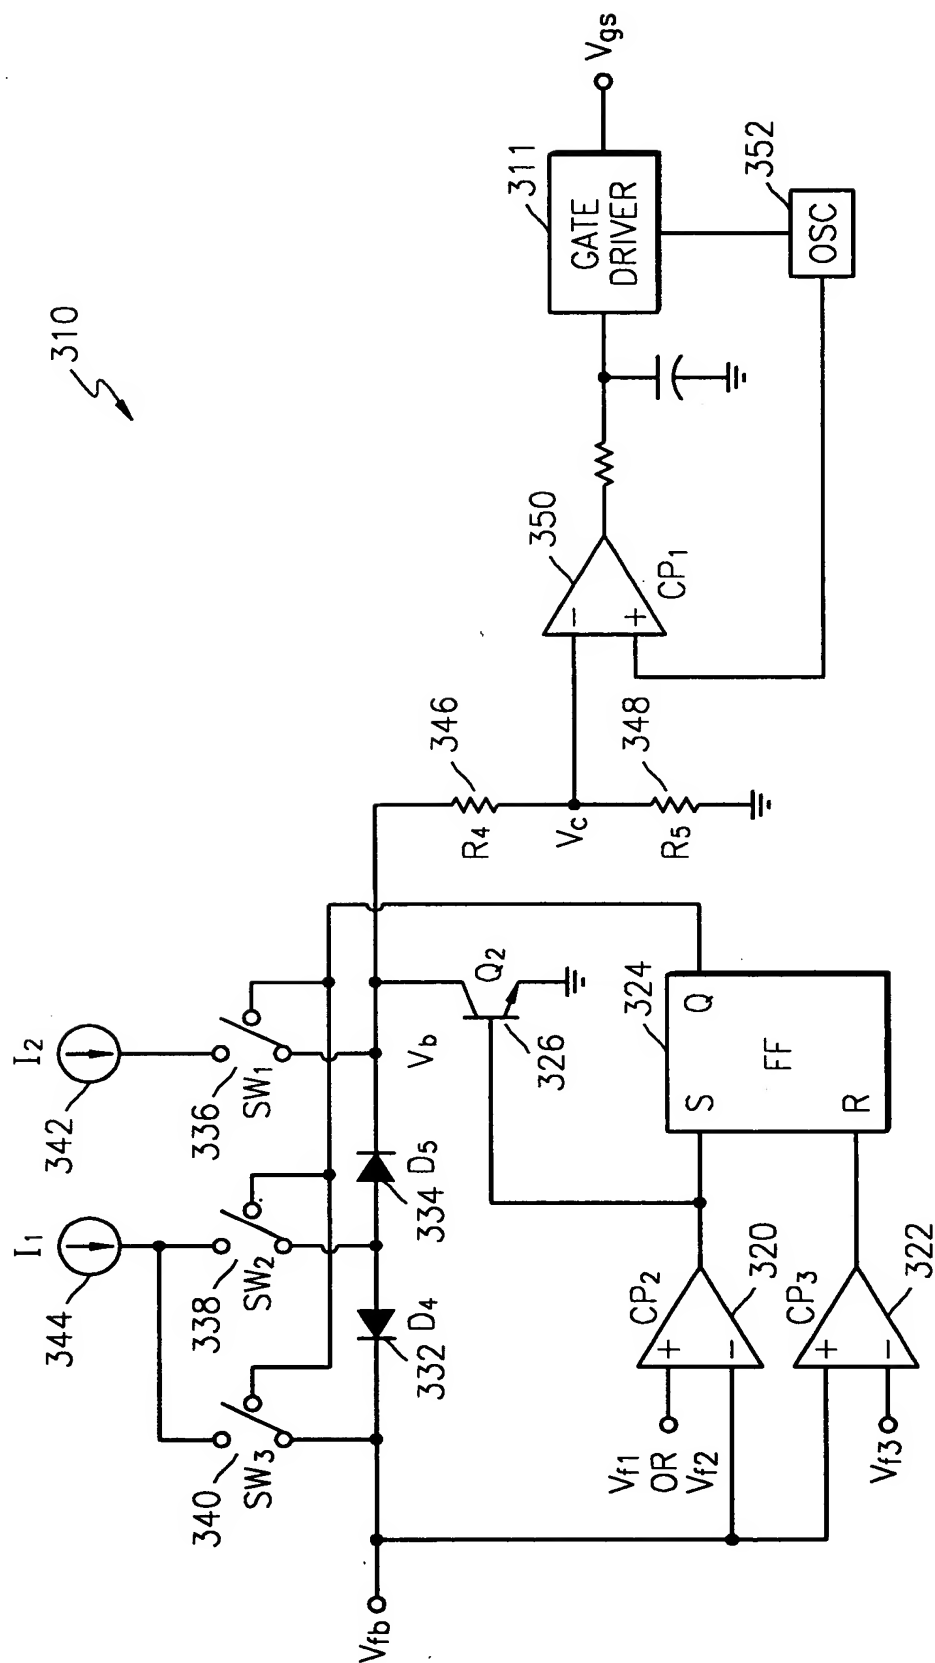 310
I2
342
336
SW1
I1
344
338
SW2
340
SW3
Vfb
332
D4
334
D5
Vb
Q2
326
R4
346
Vc
R5
348
350
-
+
CP1
311
GATE
DRIVER
Vgs
352
OSC
324
S
Q
FF
R
CP2
+
-
320
CP3
+
-
322
Vf1
OR
Vf2
Vf3